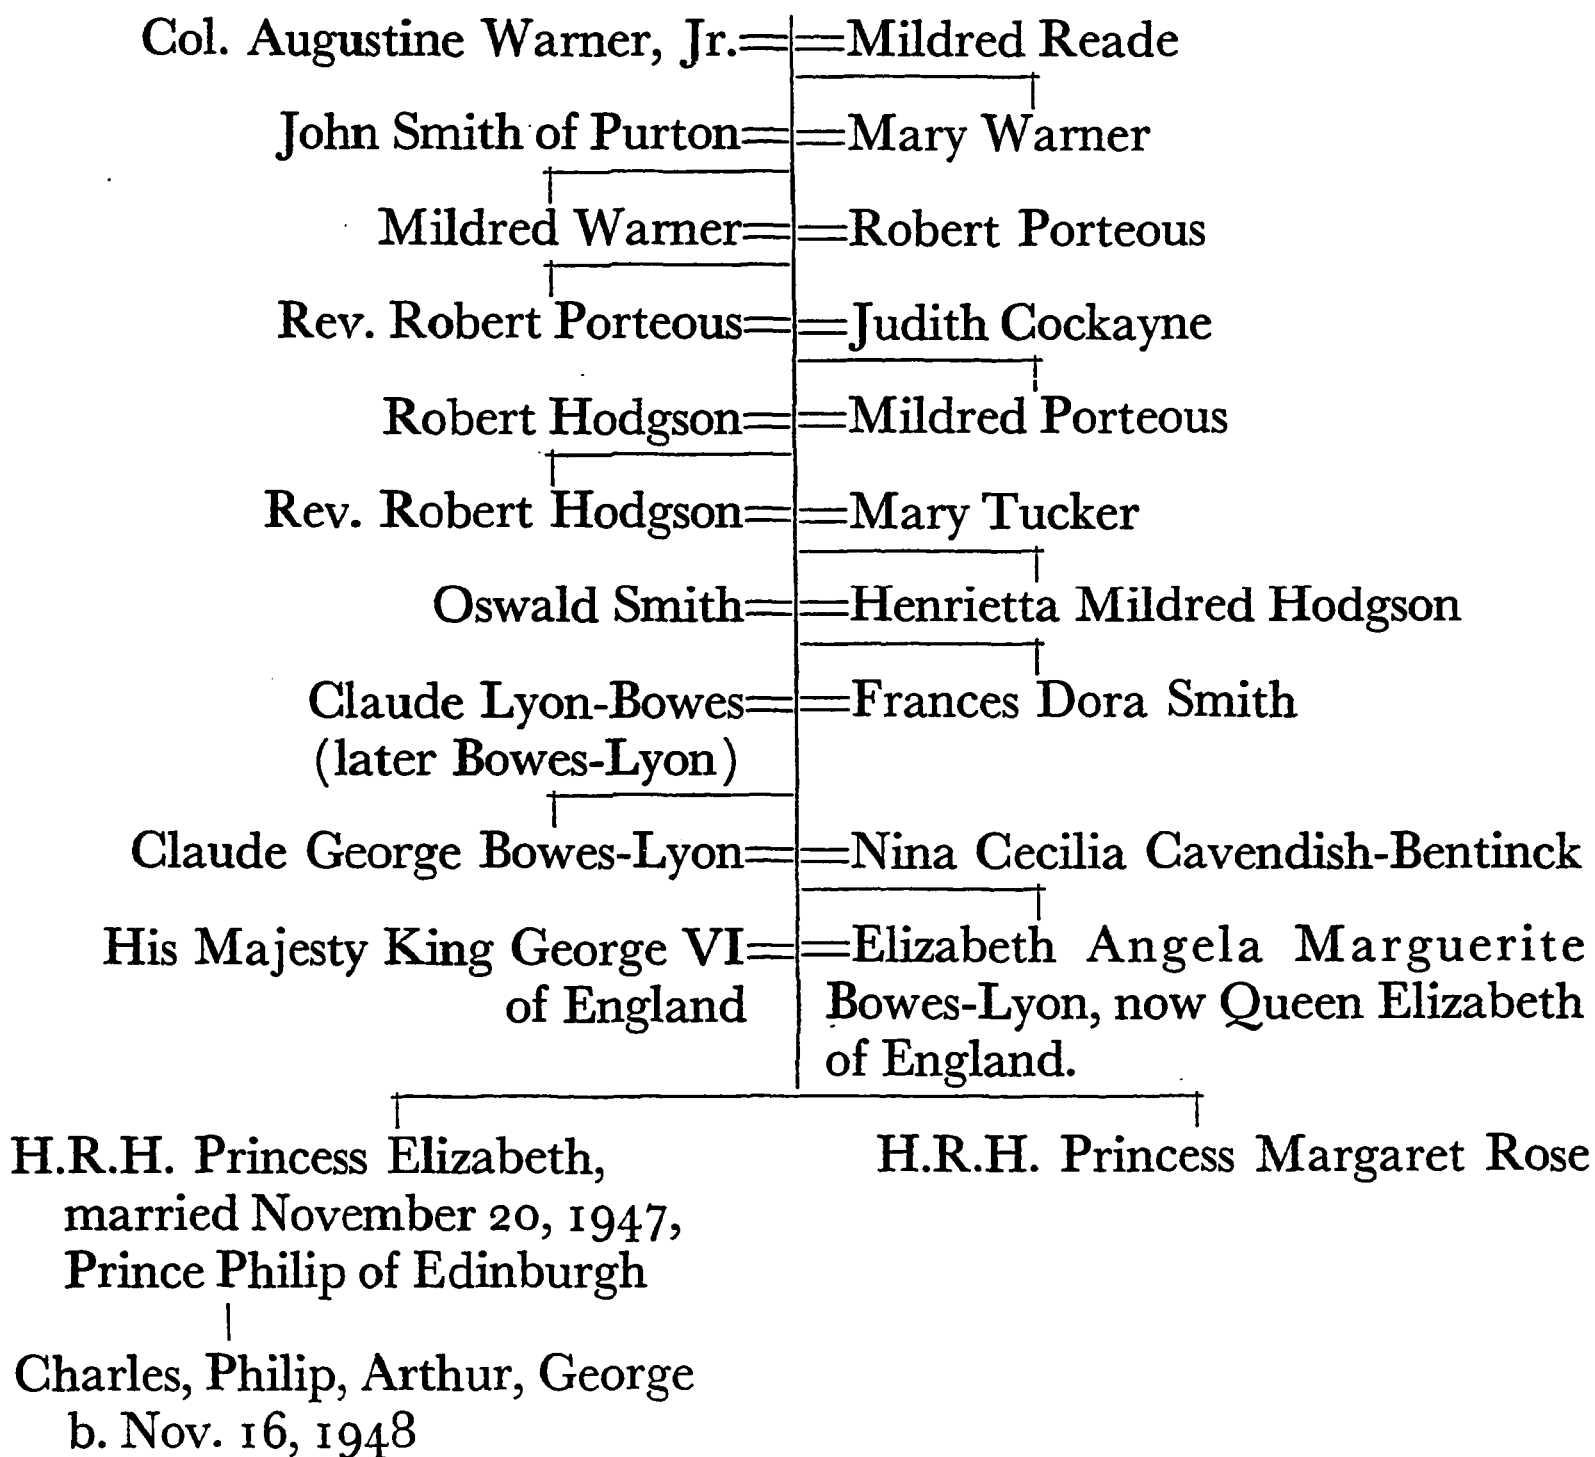 Col. Augustine Warner, Jr.==Mildred Reade
John Smith of Purton==Mary Warner
Mildred Warner==Robert Porteous
Rev. Robert Porteous==Judith Cockayne
Robert Hodgson==Mildred Porteous
Rev. Robert Hodgson==Mary Tucker
Oswald Smith==Henrietta Mildred Hodgson
Claude Lyon-Bowes==Frances Dora Smith
(later Bowes-Lyon)
Claude George Bowes-Lyon==Nina Cecilia Cavendish-Bentinck
His Majesty King George VI==Elizabeth Angela Marguerite
of England Bowes-Lyon, now Queen Elizabeth
of England.
H.R.H. Princess Elizabeth,
married November 20, 1947,
Prince Philip of Edinburgh
H.R.H. Princess Margaret Rose
Charles, Philip, Arthur, George
b. Nov. 16, 1948